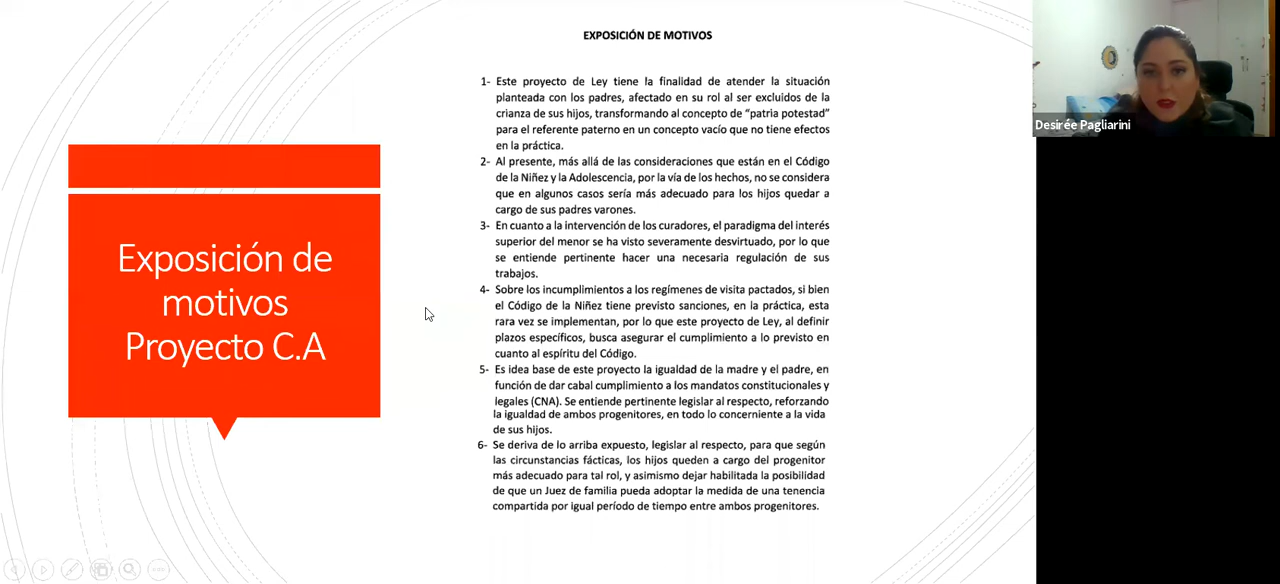 EXPOSICIÓN DE MOTIVOS
1- Este proyecto de Ley tiene la finalidad de atender la situación
planteada con los padres, afectado en su rol al ser excluidos de la
crianza de sus hijos, transformando al concepto de “patria potestad”
para el referente paterno en un concepto vacío que no tiene efectos
en la práctica.
2- Al presente, más allá de las consideraciones que están en el Código
de la Niñez y la Adolescencia, por la vía de los hechos, no se considera
que en algunos casos sería más adecuado para los hijos quedar a
cargo de sus padres varones.
3- En cuanto a la intervención de los curadores, el paradigma del interés
superior del menor se ha visto severamente desvirtuado, por lo que
se entiende pertinente hacer una necesaria regulación de sus
trabajos.
4- Sobre los incumplimientos a los regímenes de visita pactados, si bien
el Código de la Niñez tiene previsto sanciones, en la práctica, esta
rara vez se implementan, por lo que este proyecto de Ley, al definir
plazos específicos, busca asegurar el cumplimiento a lo previsto en
cuanto al espíritu del Código.
5- Es idea base de este proyecto la igualdad de la madre y el padre, en
función de dar cabal cumplimiento a los mandatos constitucionales y
legales (CNA). Se entiende pertinente legislar al respecto, reforzando
la igualdad de ambos progenitores, en todo lo concerniente a la vida
de sus hijos.
6- Se deriva de lo arriba expuesto, legislar al respecto, para que según
las circunstancias fácticas, los hijos queden a cargo del progenitor
más adecuado para tal rol, y asimismo dejar habilitada la posibilidad
de que un Juez de familia pueda adoptar la medida de una tenencia
compartida por igual período de tiempo entre ambos progenitores.
Exposición de
motivos
Proyecto C.A
Desirée Pagliarini